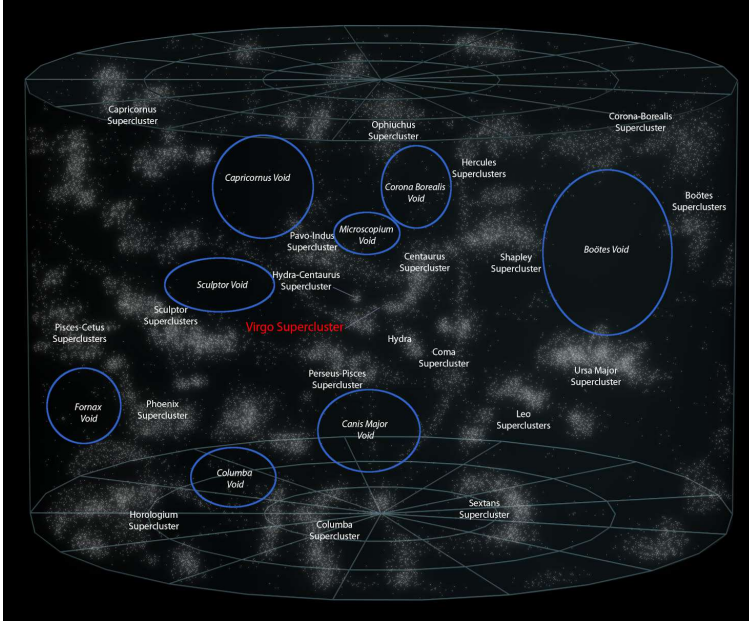 Capricornus
Supercluster
Ophiuchus
Supercluster
Corona-Borealis
Supercluster
Hercules
Superclusters
Capricornus Void
Corona Borealis
Void
Boötes
Superclusters
Microscopium
Void
Pavo-Indus
Supercluster
Boötes Void
Centaurus
Supercluster
Shapley
Supercluster
Sculptor Void
Hydra-Centaurus
Supercluster
Sculptor
Superclusters
Virgo Supercluster
Pisces-Cetus
Superclusters
Hydra
Coma
Supercluster
Perseus-Pisces
Supercluster
Ursa Major
Supercluster
Fornax
Void
Phoenix
Supercluster
Leo
Superclusters
Canis Major
Void
Columba
Void
Horologium
Supercluster
Columba
Supercluster
Sextans
Supercluster